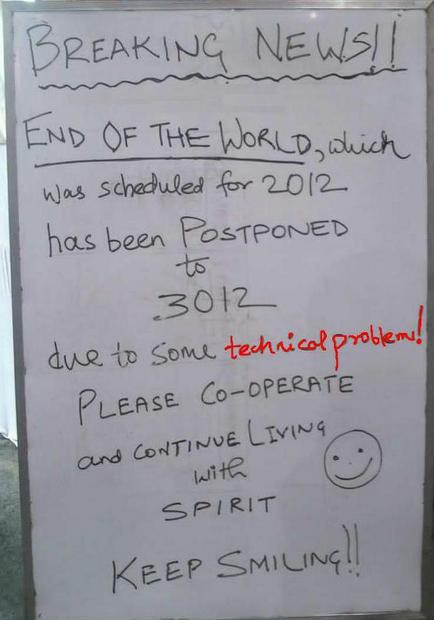 BREAKING NEWS!!
END OF THE WORLD, which
was scheduled for 2012
has been POSTPONED
to
3012
due to some technical problem!
PLEASE CO-OPERATE
and CONTINUE LIVING
with
SPIRIT
KEEP SMILING!!